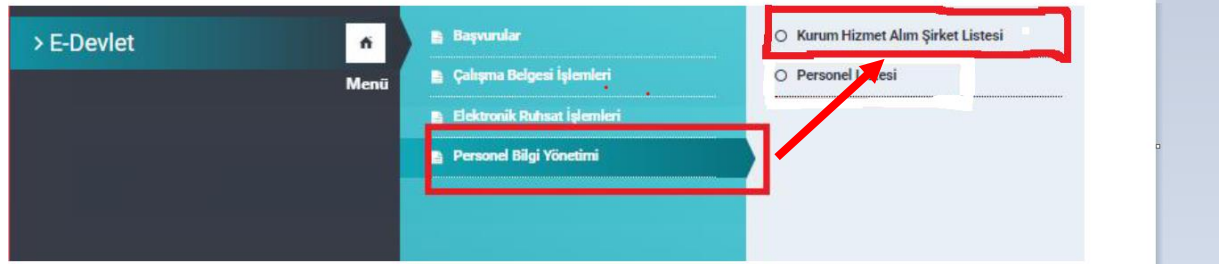 > E-Devlet
Menü
Başvurular
Çalışma Belgesi İşlemleri
Elektronik Ruhsat İşlemleri
Personel Bilgi Yönetimi
Kurum Hizmet Alım Şirket Listesi
Personel